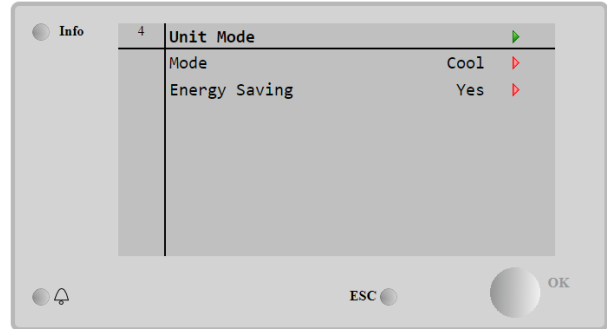 Info
4 Unit Mode
Mode Cool
Energy Saving Yes
ESC
OK